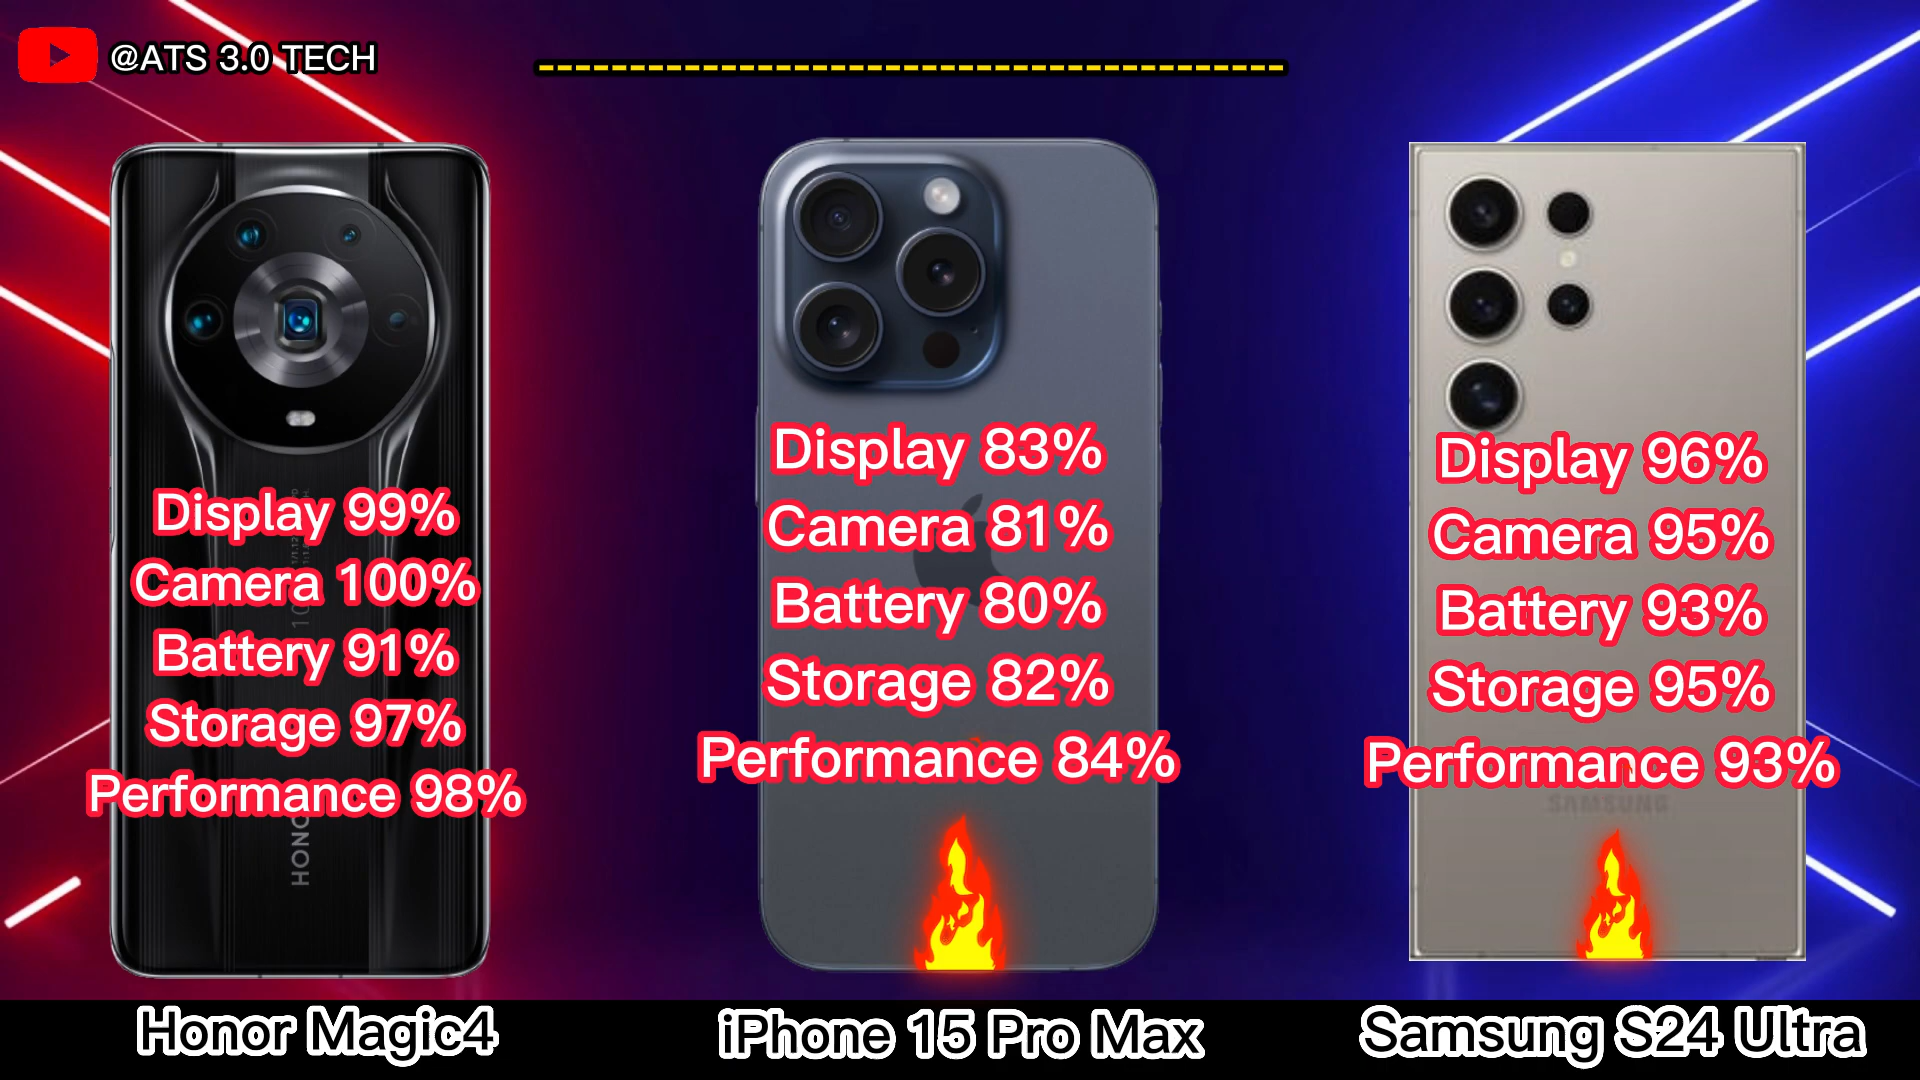 @ATS 3.0 TECH
Display 99%
Camera 100%
Battery 91%
Storage 97%
Performance 98%
HONO
Honor Magic4
Display 83%
Camera 81%
Battery 80%
Storage 82%
Performance 84%
iPhone 15 Pro Max
Display 96%
Camera 95%
Battery 93%
Storage 95%
Performance 93%
SAMSUNG
Samsung S24 Ultra